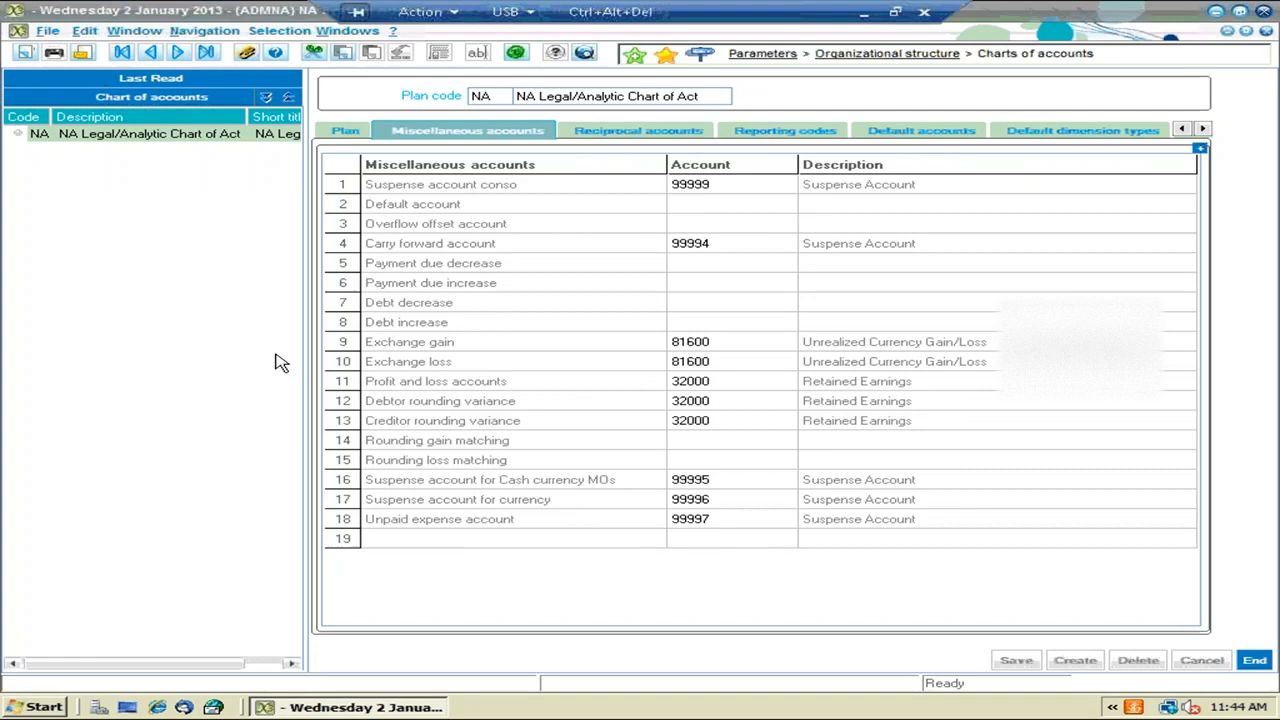 - Wednesday 2 January 2013 - (ADMNA) NA - Action USB Ctrl+Alt+Del
File Edit Window Navigation Selection Windows ?
Parameters > Organizational structure > Charts of accounts
Last Read
Chart of accounts
Code Description Short titl
NA NA Legal/Analytic Chart of Act NA Leg
Plan code NA NA Legal/Analytic Chart of Act
Plan Miscellaneous accounts Reciprocal accounts Reporting codes Default accounts Default dimension types
Miscellaneous accounts Account Description
1 Suspense account conso 99999 Suspense Account
2 Default account
3 Overflow offset account
4 Carry forward account 99994 Suspense Account
5 Payment due decrease
6 Payment due increase
7 Debt decrease
8 Debt increase
9 Exchange gain 81600 Unrealized Currency Gain/Loss
10 Exchange loss 81600 Unrealized Currency Gain/Loss
11 Profit and loss accounts 32000 Retained Earnings
12 Debtor rounding variance 32000 Retained Earnings
13 Creditor rounding variance 32000 Retained Earnings
14 Rounding gain matching
15 Rounding loss matching
16 Suspense account for Cash currency MOs 99995 Suspense Account
17 Suspense account for currency 99996 Suspense Account
18 Unpaid expense account 99997 Suspense Account
19
Save Create Delete Cancel End
Ready
Start - Wednesday 2 Janua... 11:44 AM